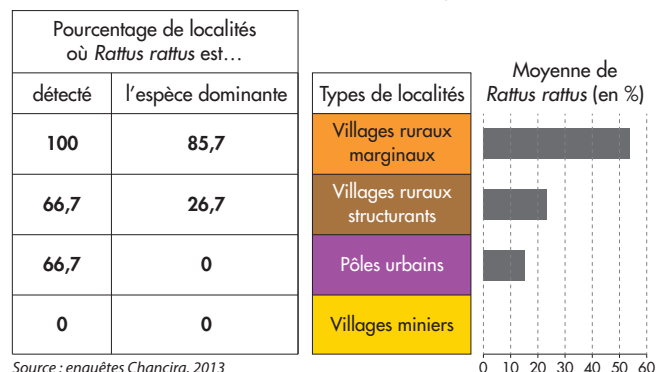 Pourcentage de localités
où Rattus rattus est…
détecté
l'espèce dominante
Types de localités
Moyenne de
Rattus rattus (en %)
100
85,7
Villages ruraux
marginaux
66,7
26,7
Villages ruraux
structurants
66,7
0
Pôles urbains
0
0
Villages miniers
Source : enquêtes Chancira, 2013
0 10 20 30 40 50 60